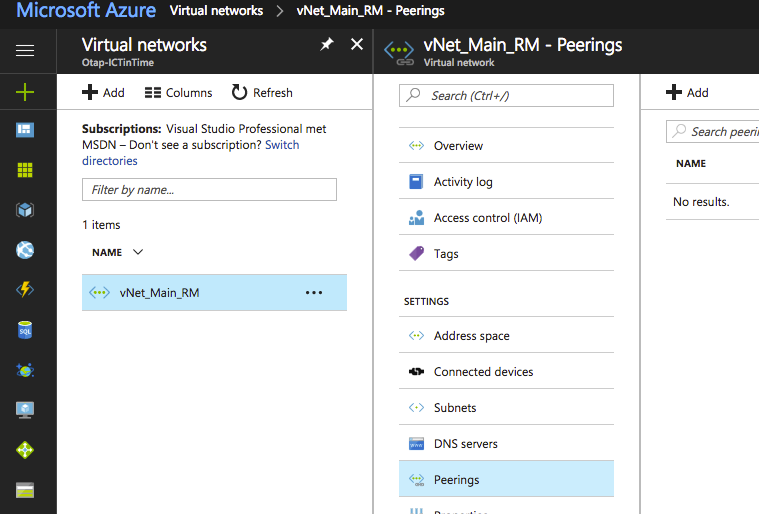 Microsoft Azure Virtual networks > vNet_Main_RM - Peerings
Virtual networks
Otap-ICTinTime
Add Columns Refresh
Subscriptions: Visual Studio Professional met
MSDN – Don't see a subscription? Switch
directories
Filter by name...
1 items
NAME
vNet_Main_RM
vNet_Main_RM - Peerings
Virtual network
Search (Ctrl+/)
Overview
Activity log
Access control (IAM)
Tags
SETTINGS
Address space
Connected devices
Subnets
DNS servers
Peerings
Add
Search peeri
NAME
No results.